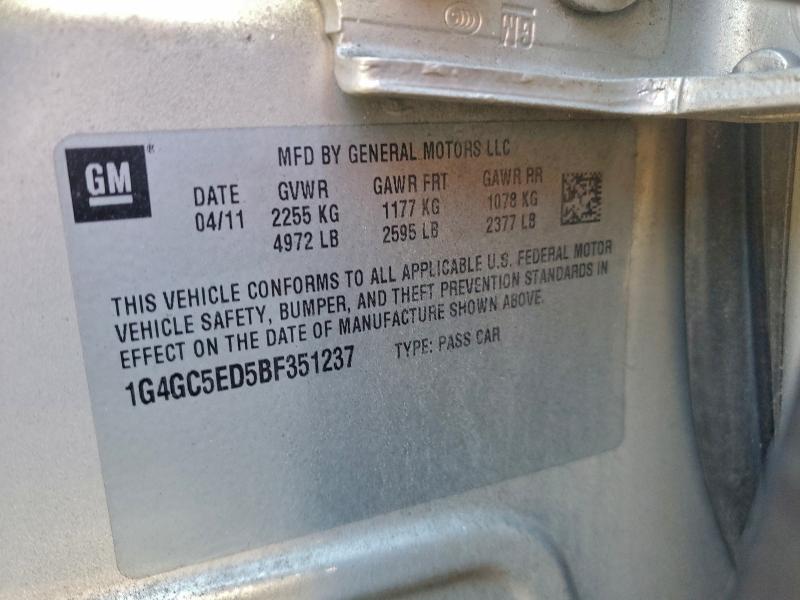 GM
GM ®
MFD BY GENERAL MOTORS LLC
DATE GVWR GAWR FRT GAWR RR
04/11 2255 KG 1177 KG 1078 KG
4972 LB 2595 LB 2377 LB
THIS VEHICLE CONFORMS TO ALL APPLICABLE U.S. FEDERAL MOTOR
VEHICLE SAFETY, BUMPER, AND THEFT PREVENTION STANDARDS IN
EFFECT ON THE DATE OF MANUFACTURE SHOWN ABOVE.
1G4GC5ED5BF351237 TYPE: PASS CAR